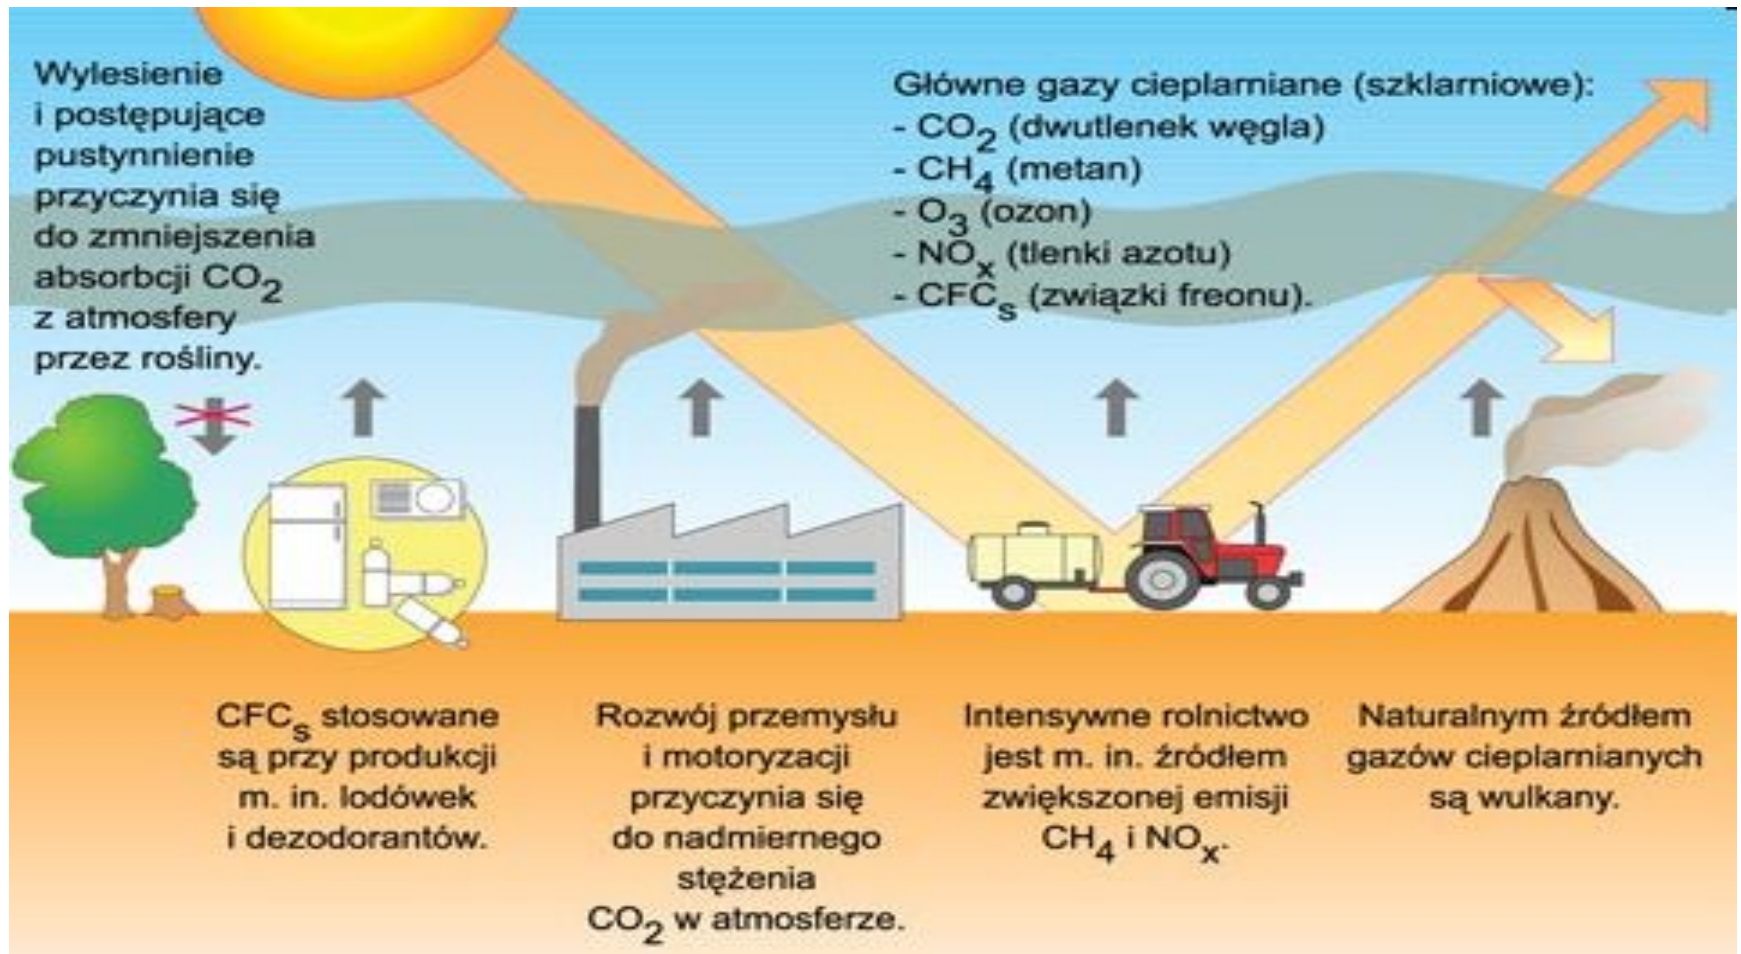 Wylesienie
i postępujące
pustynnienie
przyczynia się
do zmniejszenia
absorbcji CO₂
z atmosfery
przez rośliny.
Główne gazy cieplarniane (szklarniowe):
- CO₂ (dwutlenek węgla)
- CH₄ (metan)
- O₃ (ozon)
- NOₓ (tlenki azotu)
- CFCₛ (związki freonu).
CFCₛ stosowane
są przy produkcji
m. in. lodówek
i dezodorantów.
Rozwój przemysłu
i motoryzacji
przyczynia się
do nadmiernego
stężenia
CO₂ w atmosferze.
Intensywne rolnictwo
jest m. in. źródłem
zwiększonej emisji
CH₄ i NOₓ.
Naturalnym źródłem
gazów cieplarnianych
są wulkany.